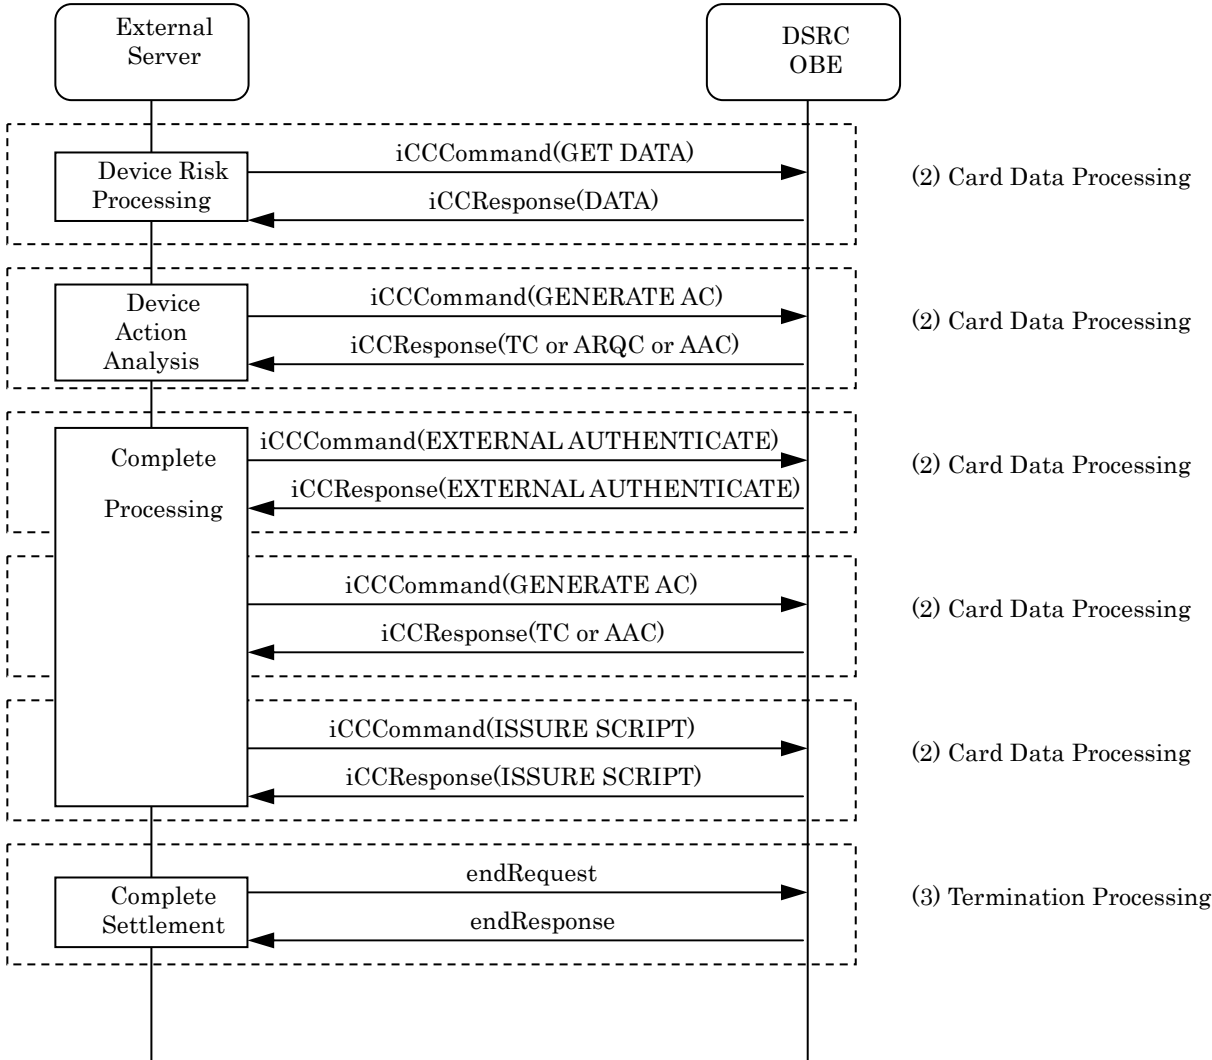 External
Server
DSRC
OBE
iCCCommand(GET DATA)
Device Risk
Processing
iCCResponse(DATA)
(2) Card Data Processing
iCCCommand(GENERATE AC)
Device
Action
Analysis
iCCResponse(TC or ARQC or AAC)
(2) Card Data Processing
iCCCommand(EXTERNAL AUTHENTICATE)
Complete
Processing
iCCResponse(EXTERNAL AUTHENTICATE)
(2) Card Data Processing
iCCCommand(GENERATE AC)
iCCResponse(TC or AAC)
(2) Card Data Processing
iCCCommand(ISSURE SCRIPT)
iCCResponse(ISSURE SCRIPT)
(2) Card Data Processing
endRequest
Complete
Settlement
endResponse
(3) Termination Processing